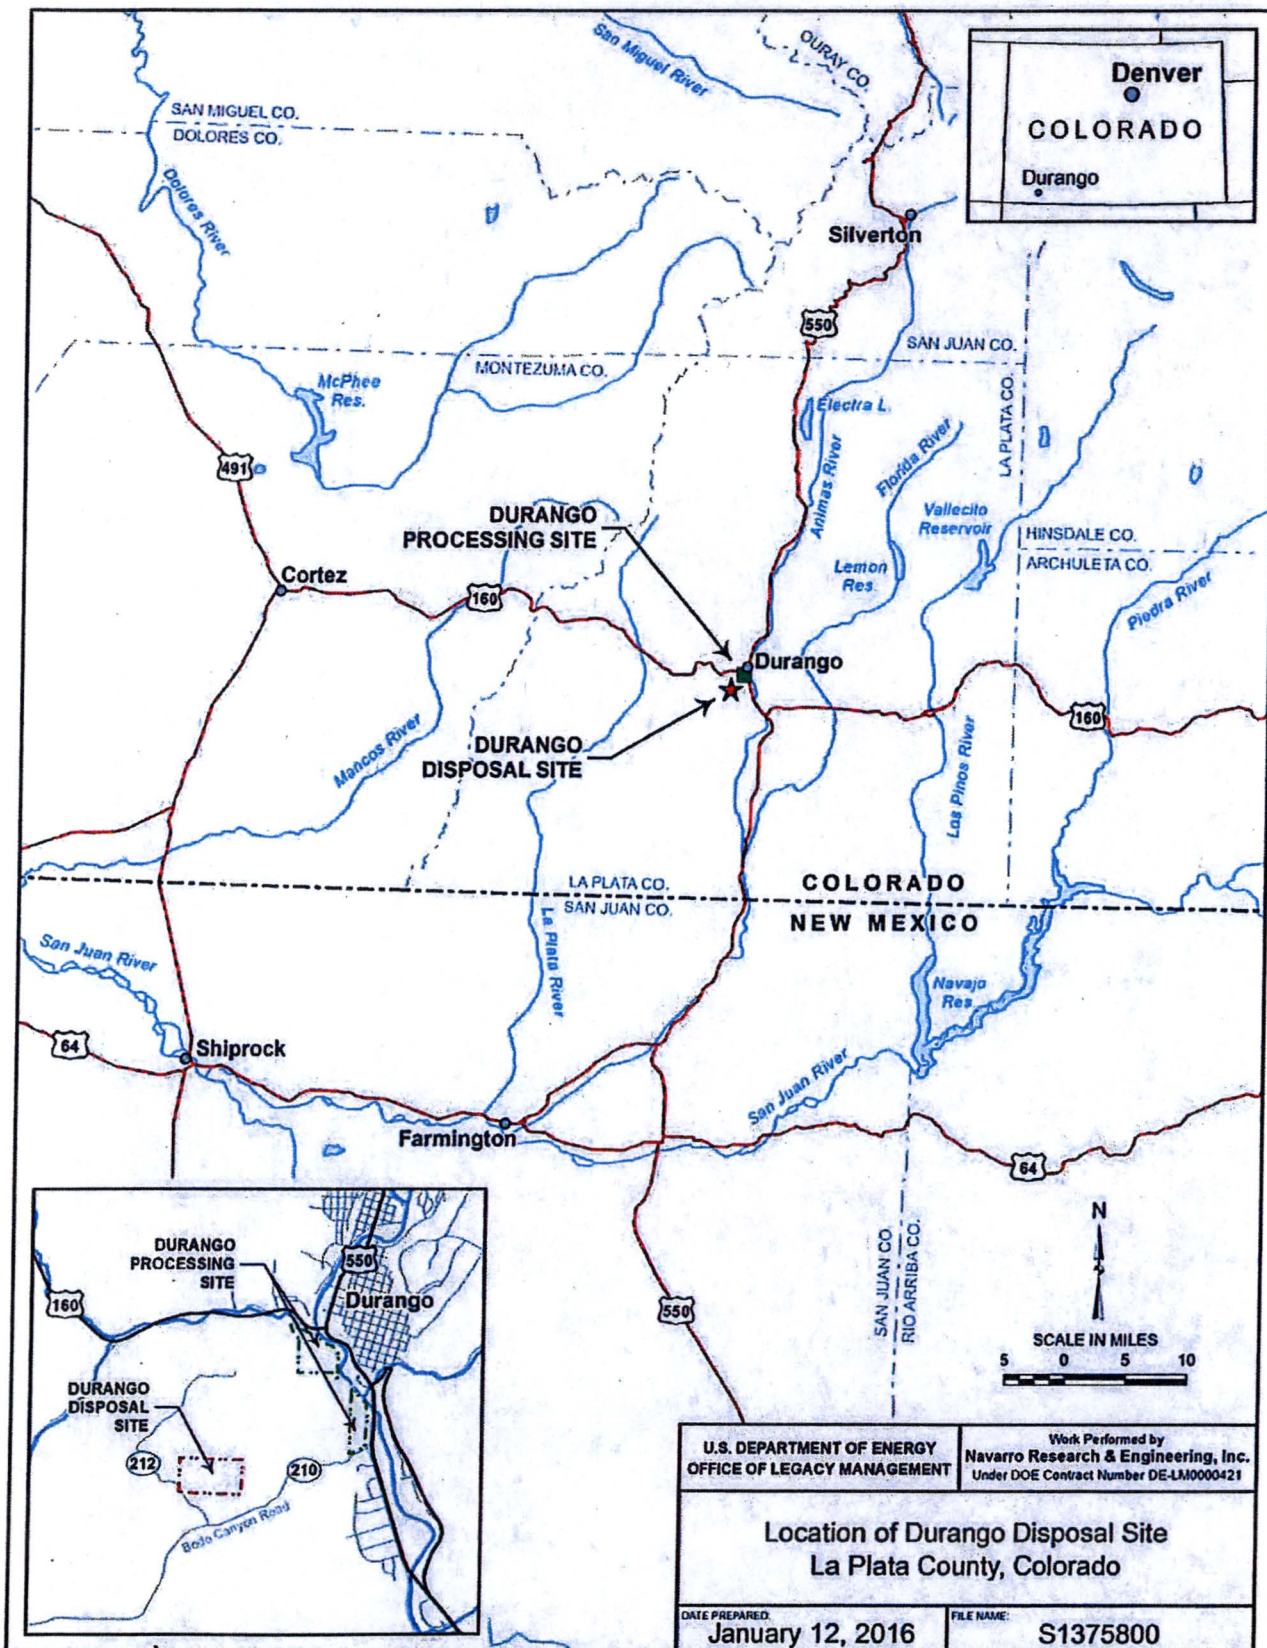 San Miguel River
OURAY CO.
Denver
COLORADO
Durango
SAN MIGUEL CO.
DOLORES CO.
Dolores River
Silverton
550
SAN JUAN CO.
MONTEZUMA CO.
McPhee
Res.
LA PLATA CO.
Electra L.
491
Animas River
Florida River
Vallecito
Reservoir
DURANGO
PROCESSING SITE
HINSDALE CO.
ARCHULETA CO.
Lemon
Res.
Cortez
160
Piedra River
Durango
160
DURANGO
DISPOSAL SITE
Mancos River
Los Pinos River
LA PLATA CO.
SAN JUAN CO.
COLORADO
NEW MEXICO
La Plata River
San Juan River
Navajo
Res.
64
Shiprock
San Juan River
Farmington
64
DURANGO
PROCESSING
SITE
550
Durango
160
DURANGO
DISPOSAL
SITE
212
210
Bodo Canyon Road
550
SAN JUAN CO.
RIO ARRIBA CO.
N
SCALE IN MILES
5 0 5 10
U.S. DEPARTMENT OF ENERGY
OFFICE OF LEGACY MANAGEMENT
Work Performed by
Navarro Research & Engineering, Inc.
Under DOE Contract Number DE-LM0000421
Location of Durango Disposal Site
La Plata County, Colorado
DATE PREPARED:
January 12, 2016
FILE NAME:
S1375800